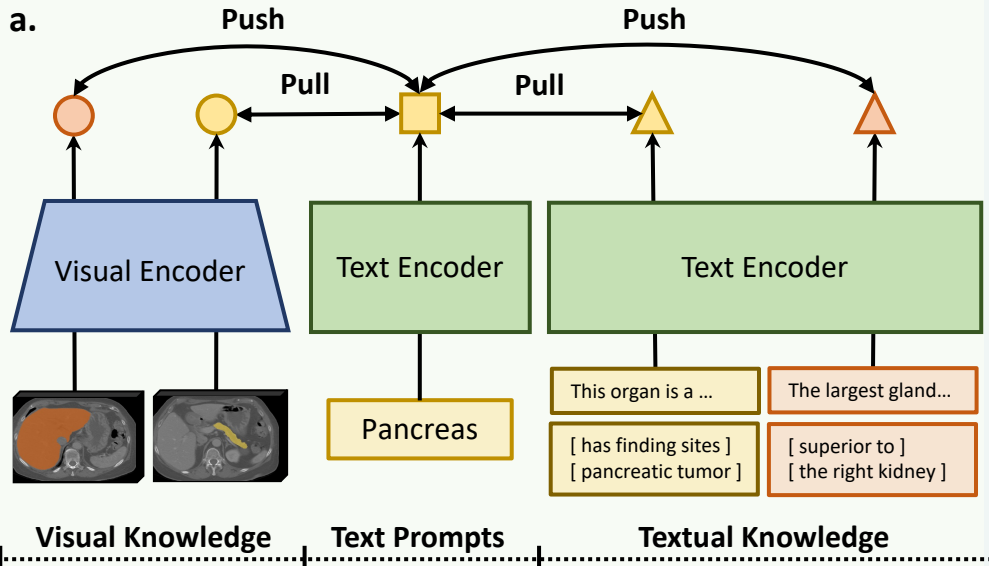 a.
Push
Push
Pull
Pull
Visual Encoder
Text Encoder
Text Encoder
Pancreas
This organ is a ...
[ has finding sites ]
[ pancreatic tumor ]
The largest gland...
[ superior to ]
[ the right kidney ]
Visual Knowledge
Text Prompts
Textual Knowledge